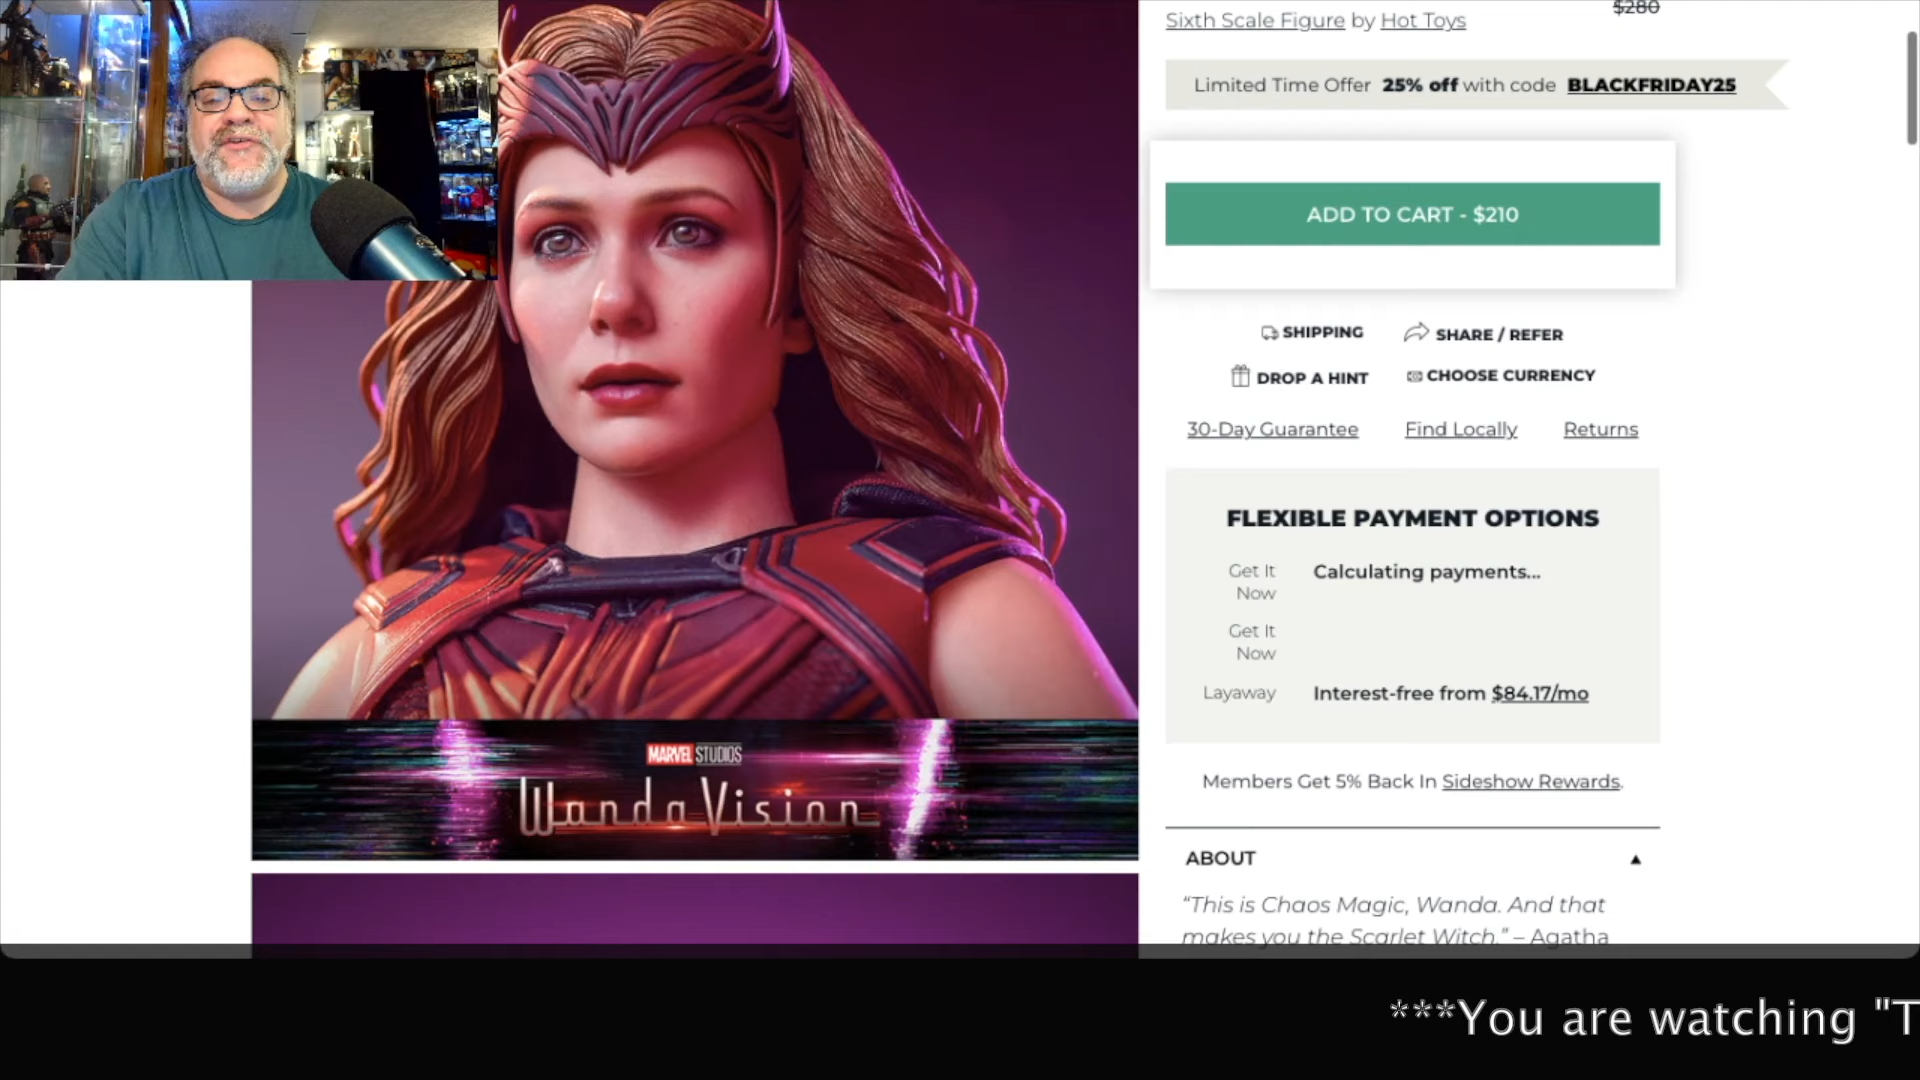 $280
Sixth Scale Figure by Hot Toys
Limited Time Offer 25% off with code BLACKFRIDAY25
ADD TO CART - $210
SHIPPING
SHARE / REFER
DROP A HINT
CHOOSE CURRENCY
30-Day Guarantee
Find Locally
Returns
FLEXIBLE PAYMENT OPTIONS
Get It
Now
Calculating payments...
Get It
Now
Layaway
Interest-free from $84.17/mo
Members Get 5% Back In Sideshow Rewards.
ABOUT
“This is Chaos Magic, Wanda. And that
makes you the Scarlet Witch.” – Agatha
MARVEL STUDIOS
WandaVision
***You are watching "T